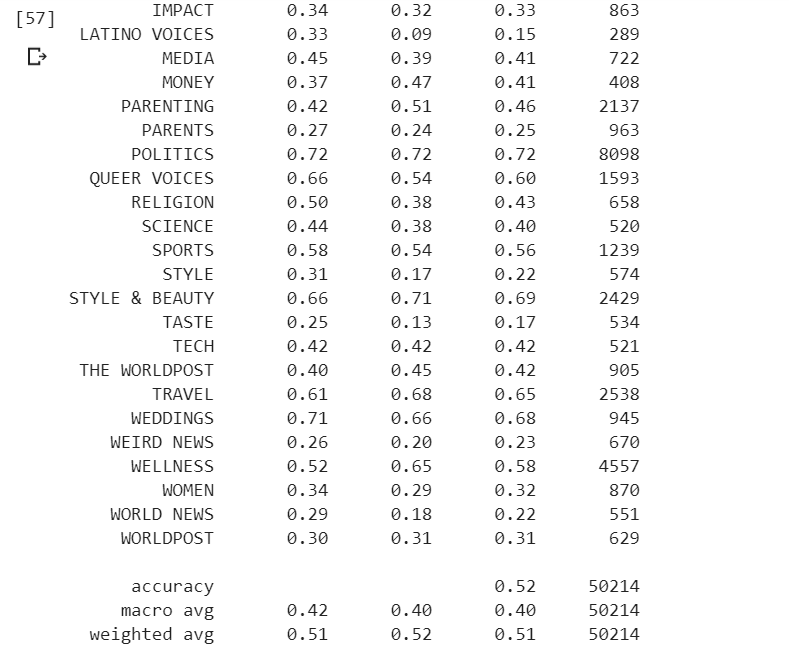 [57] IMPACT 0.34 0.32 0.33 863
LATINO VOICES 0.33 0.09 0.15 289
MEDIA 0.45 0.39 0.41 722
MONEY 0.37 0.47 0.41 408
PARENTING 0.42 0.51 0.46 2137
PARENTS 0.27 0.24 0.25 963
POLITICS 0.72 0.72 0.72 8098
QUEER VOICES 0.66 0.54 0.60 1593
RELIGION 0.50 0.38 0.43 658
SCIENCE 0.44 0.38 0.40 520
SPORTS 0.58 0.54 0.56 1239
STYLE 0.31 0.17 0.22 574
STYLE & BEAUTY 0.66 0.71 0.69 2429
TASTE 0.25 0.13 0.17 534
TECH 0.42 0.42 0.42 521
THE WORLDPOST 0.40 0.45 0.42 905
TRAVEL 0.61 0.68 0.65 2538
WEDDINGS 0.71 0.66 0.68 945
WEIRD NEWS 0.26 0.20 0.23 670
WELLNESS 0.52 0.65 0.58 4557
WOMEN 0.34 0.29 0.32 870
WORLD NEWS 0.29 0.18 0.22 551
WORLDPOST 0.30 0.31 0.31 629
accuracy 0.52 50214
macro avg 0.42 0.40 0.40 50214
weighted avg 0.51 0.52 0.51 50214